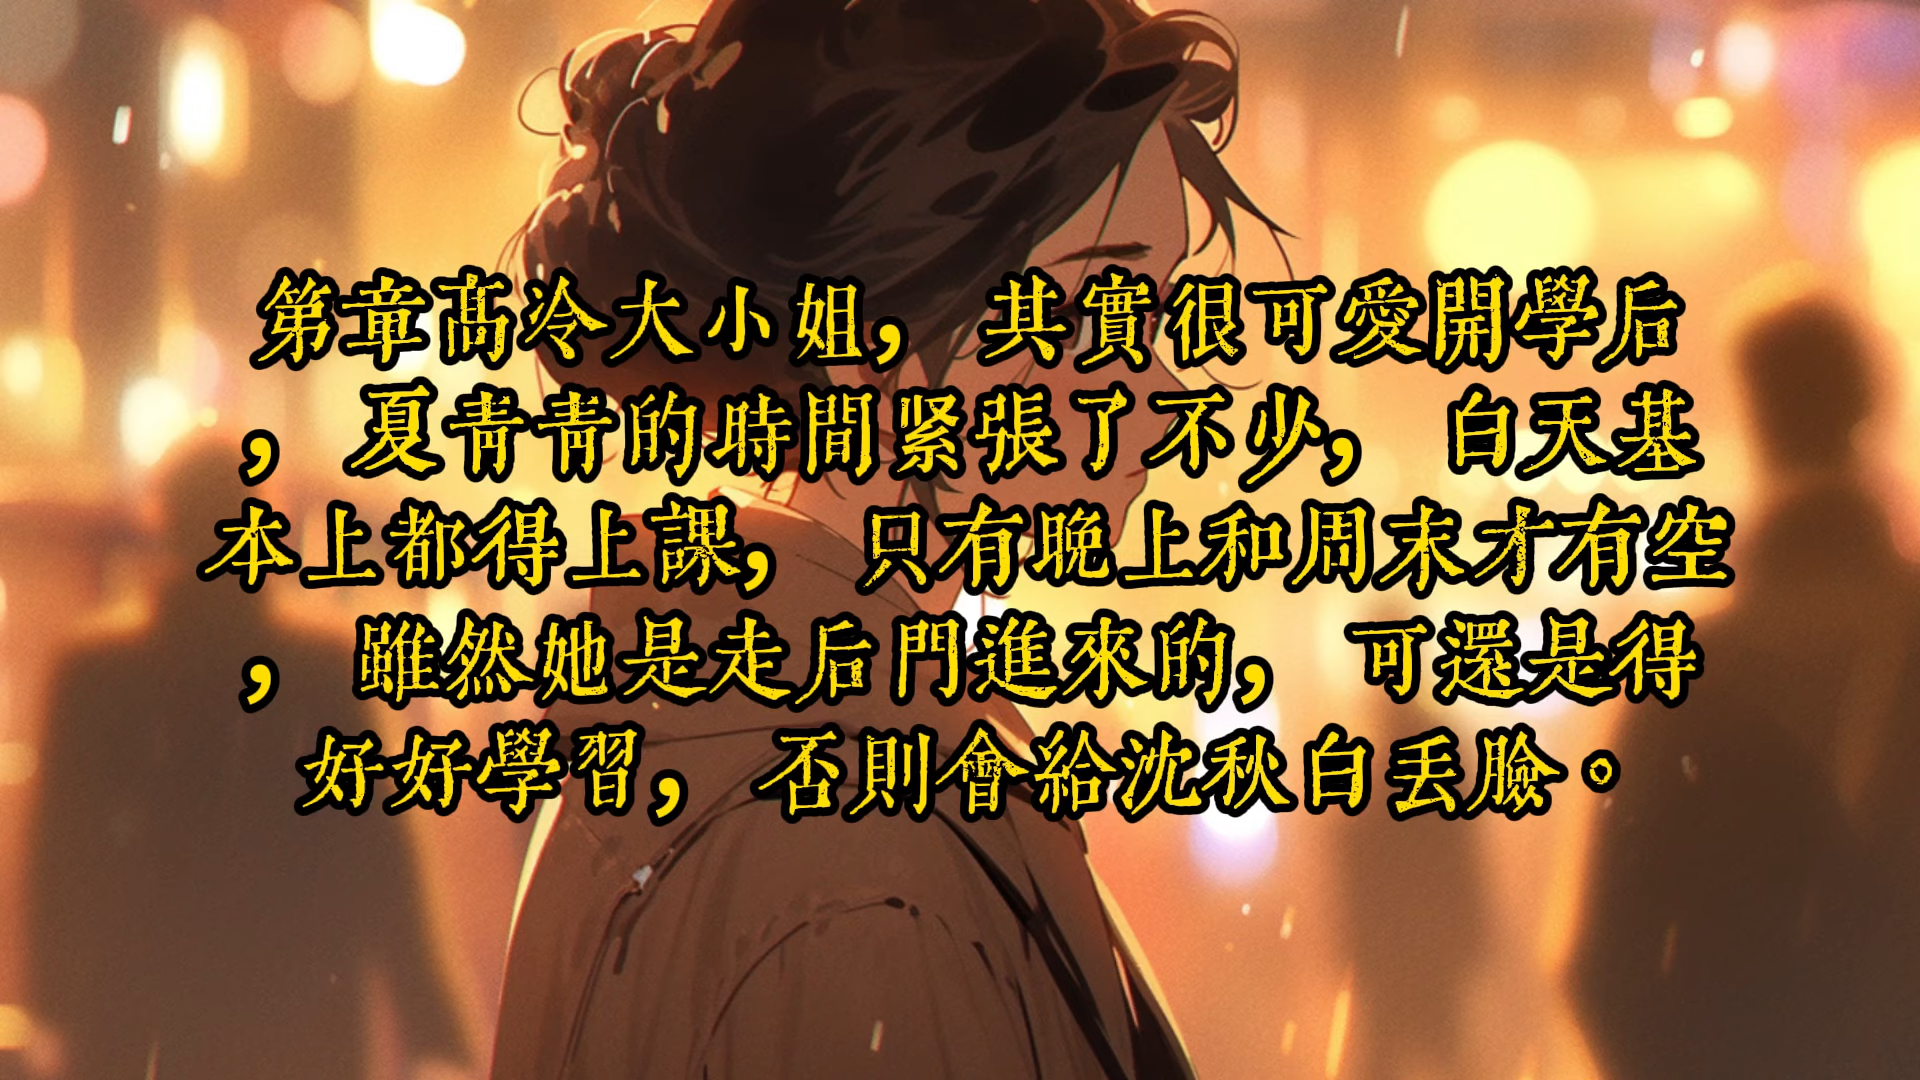 第章高冷大小姐, 其實很可愛開學后
, 夏青青的時間緊張了不少, 白天基
本上都得上課, 只有晚上和周末才有空
, 雖然她是走后門進來的, 可還是得
好好學習, 否則會給沈秋白丟臉。